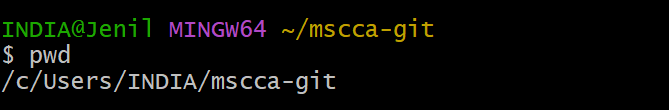 INDIA@Jenil MINGW64 ~/mscca-git
$ pwd
/c/Users/INDIA/mscca-git